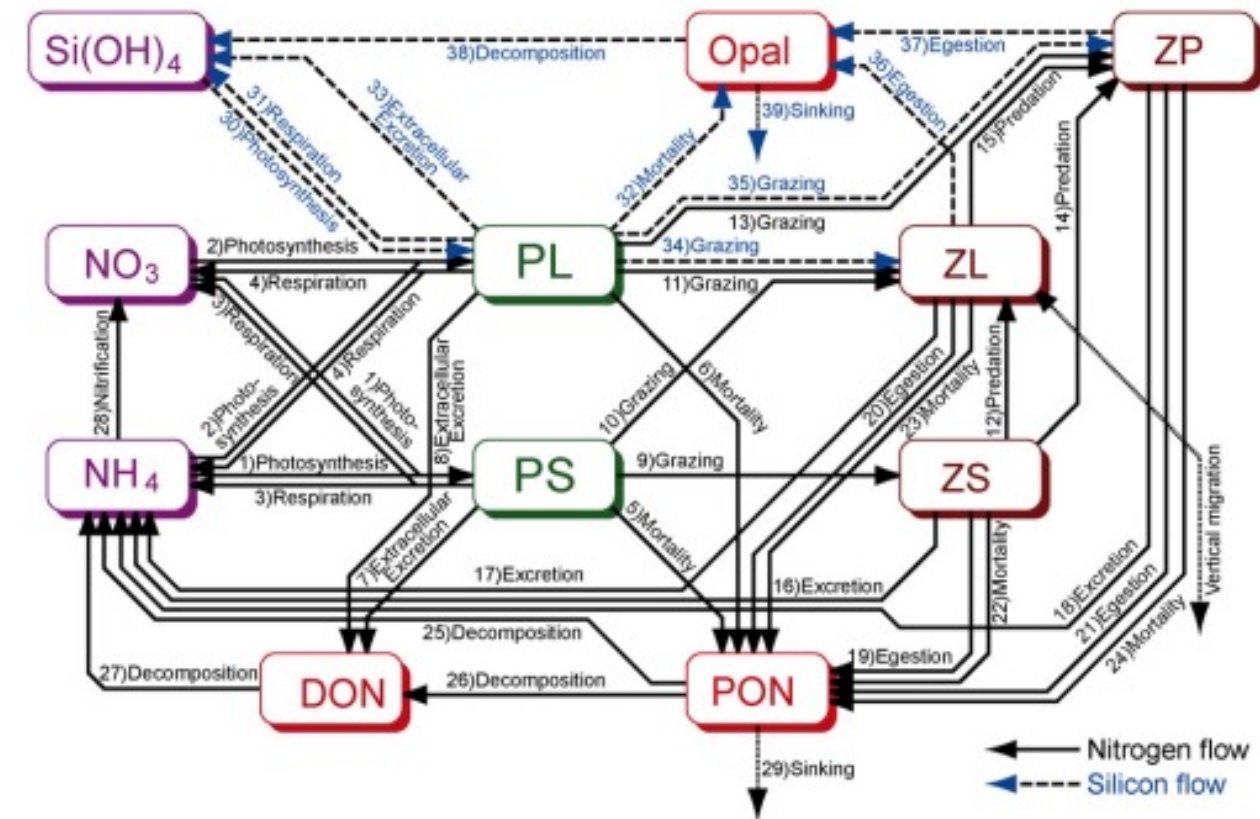 Si(OH)4
38)Decomposition
Opal
37)Egestion
ZP
36)Egestion
39)Sinking
15)Predation
31)Respiration
30)Photosynthesis
33)Extracellular
Excretion
32)Mortality
35)Grazing
13)Grazing
14)Predation
NO3
2)Photosynthesis
4)Respiration
PL
34)Grazing
11)Grazing
ZL
3)Respiration
4)Respiration
28)Nitrification
2)Photo-
synthesis
1)Photo-
synthesis
8)Extracellular
Excretion
10)Grazing
6)Mortality
20)Egestion
23)Mortality
12)Predation
NH4
1)Photosynthesis
3)Respiration
PS
9)Grazing
ZS
Vertical migration
7)Extracellular
Excretion
5)Mortality
17)Excretion
16)Excretion
22)Mortality
18)Excretion
21)Egestion
24)Mortality
25)Decomposition
19)Egestion
27)Decomposition
DON
26)Decomposition
PON
29)Sinking
Nitrogen flow
Silicon flow